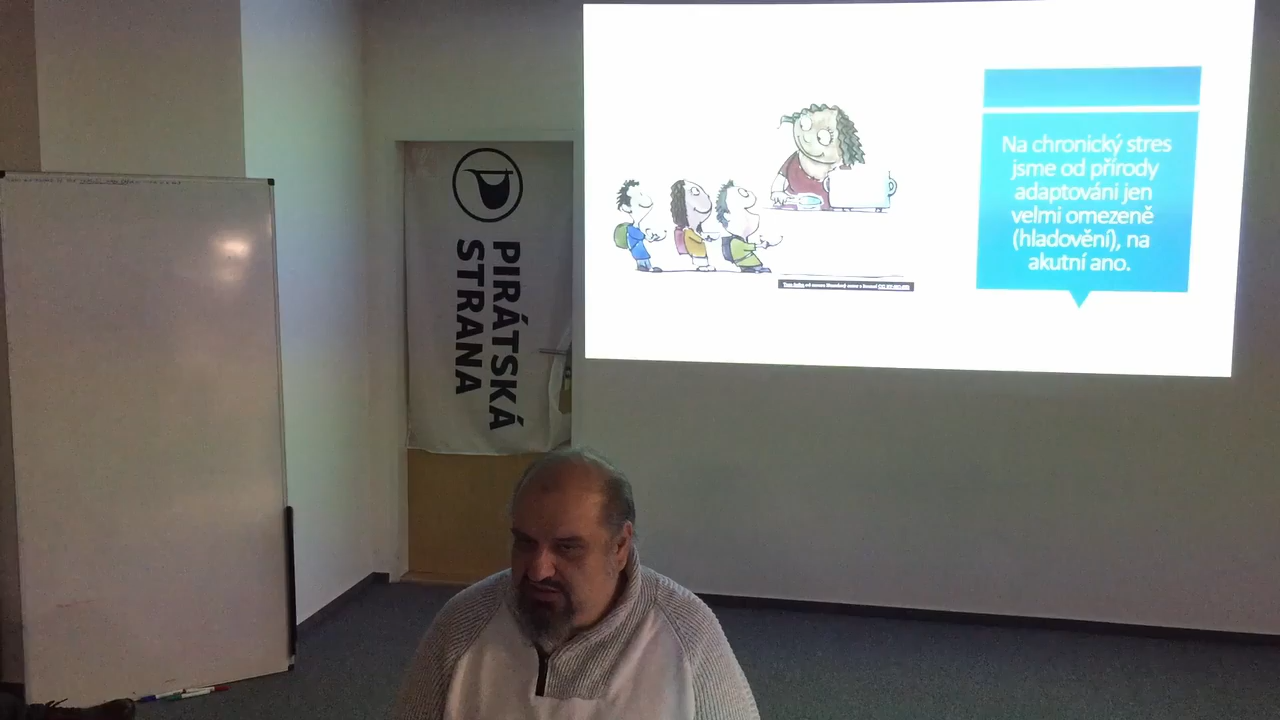 PIRÁTSKÁ
STRANA
Na chronický stres
jsme od přírody
adaptováni jen
velmi omezeně
(hladovění), na
akutní ano.